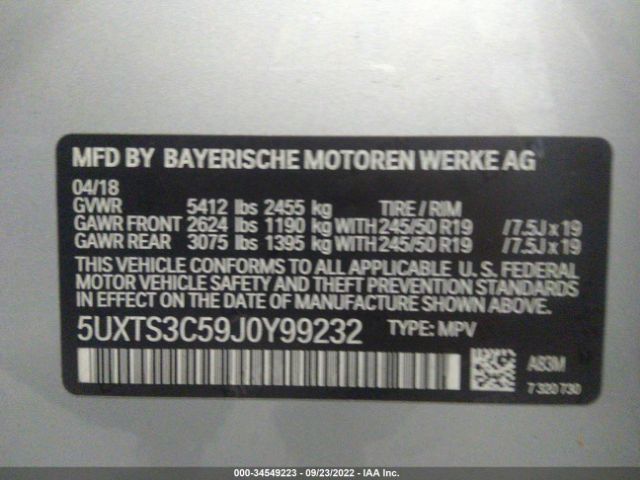 MFD BY BAYERISCHE MOTOREN WERKE AG
04/18
GVWR 5412 lbs 2455 kg TIRE / RIM
GAWR FRONT 2624 lbs 1190 kg WITH 245/50 R19 /7.5J x 19
GAWR REAR 3075 lbs 1395 kg WITH 245/50 R19 /7.5J x 19
THIS VEHICLE CONFORMS TO ALL APPLICABLE U. S. FEDERAL
MOTOR VEHICLE SAFETY AND THEFT PREVENTION STANDARDS
IN EFFECT ON THE DATE OF MANUFACTURE SHOWN ABOVE.
5UXTS3C59J0Y99232 TYPE: MPV
A83M
7 320 730
000-34549223 - 09/23/2022 - IAA Inc.